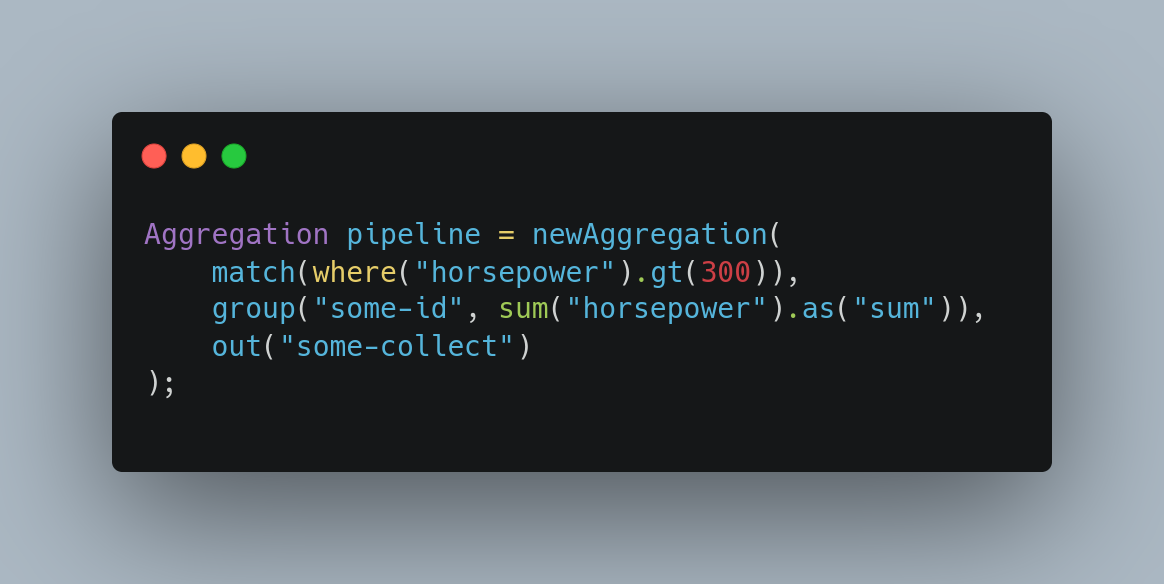 Aggregation pipeline = newAggregation(
    match(where("horsepower").gt(300)),
    group("some-id", sum("horsepower").as("sum")),
    out("some-collect")
);